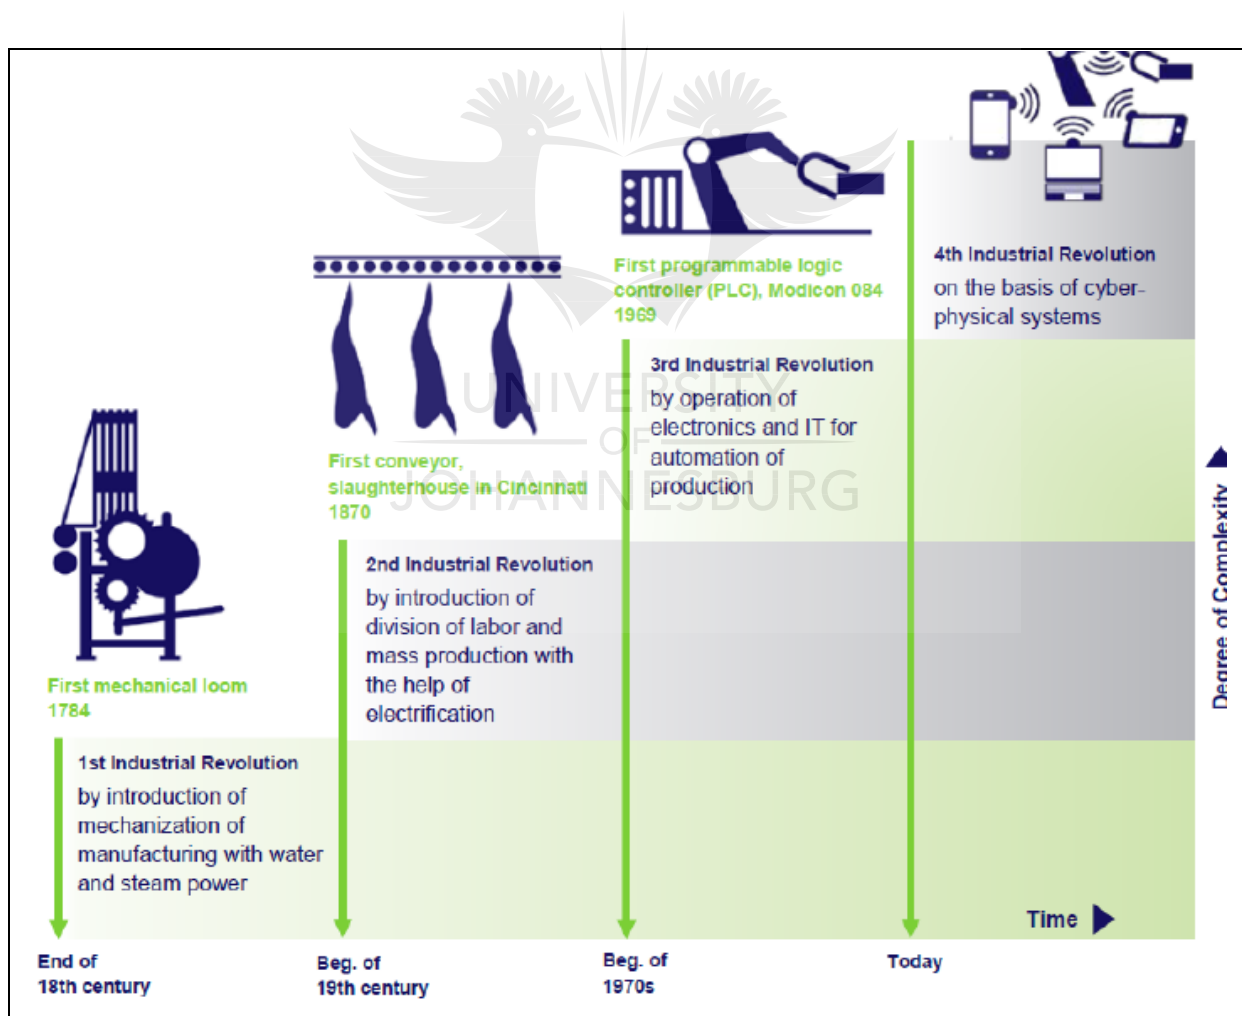 First mechanical loom
1784
1st Industrial Revolution
by introduction of
mechanization of
manufacturing with water
and steam power
End of
18th century
First conveyor,
slaughterhouse in Cincinnati
1870
2nd Industrial Revolution
by introduction of
division of labor and
mass production with
the help of
electrification
Beg. of
19th century
First programmable logic
controller (PLC), Modicon 084
1969
3rd Industrial Revolution
by operation of
electronics and IT for
automation of
production
Beg. of
1970s
4th Industrial Revolution
on the basis of cyber-
physical systems
Today
Time
Degree of Complexity
UNIVERSITY
OF
JOHANNESBURG